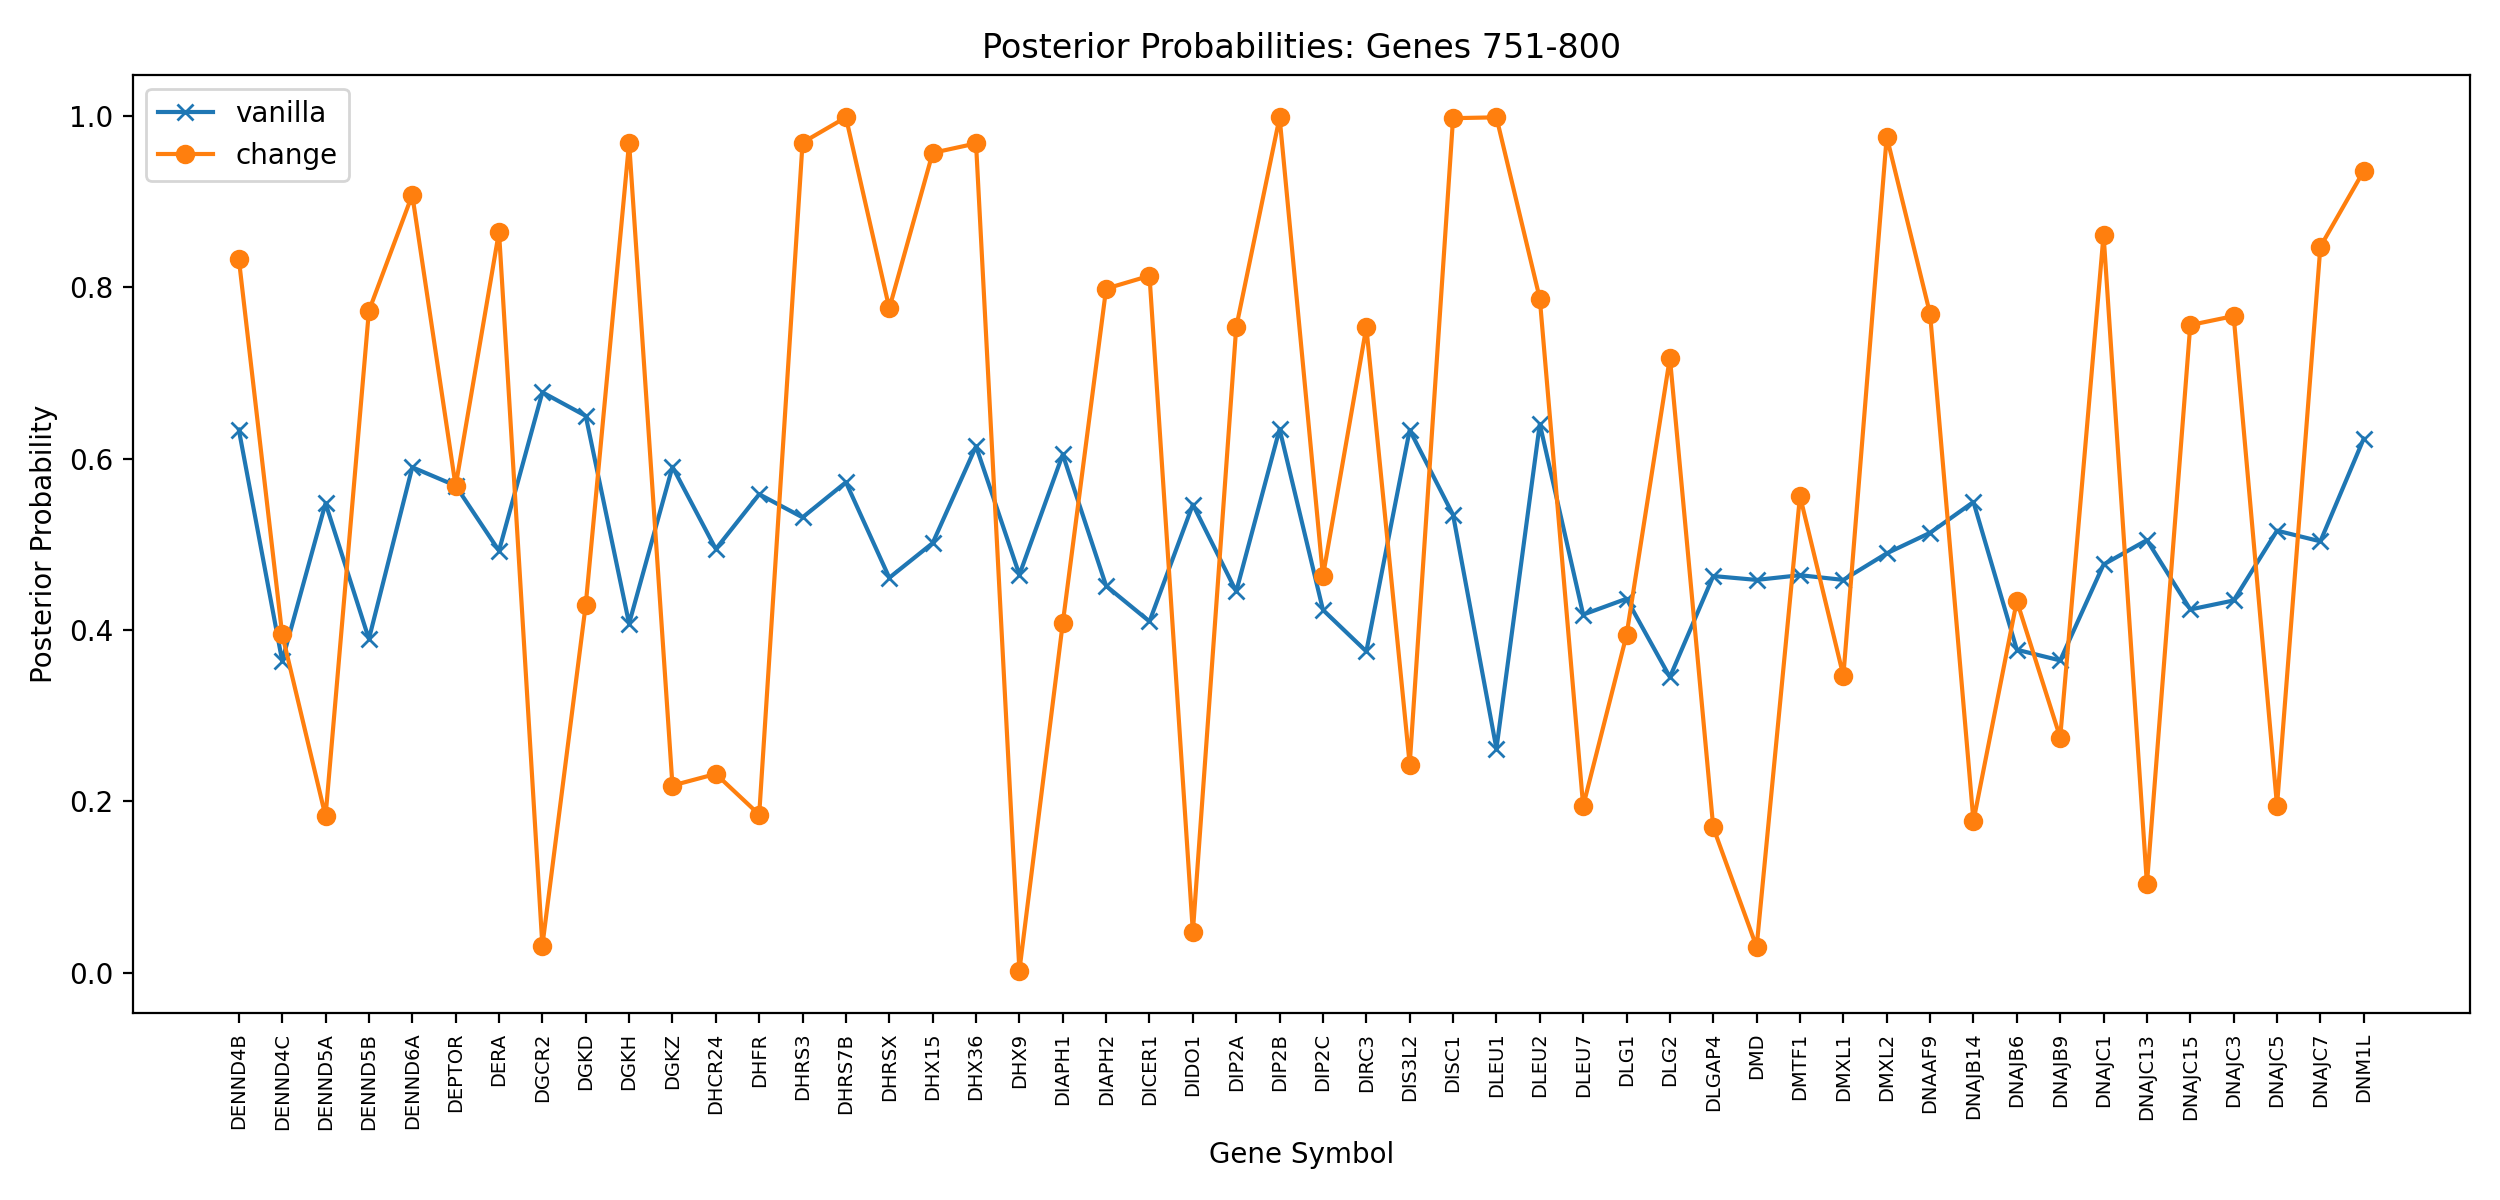 Posterior Probabilities: Genes 751-800
vanilla
change
Posterior Probability
1.0
0.8
0.6
0.4
0.2
0.0
DENND4B
DENND4C
DENND5A
DENND5B
DENND6A
DEPTOR
DERA
DGCR2
DGKD
DGKH
DGKZ
DHCR24
DHFR
DHRS3
DHRS7B
DHRSX
DHX15
DHX36
DHX9
DIAPH1
DIAPH2
DICER1
DIDO1
DIP2A
DIP2B
DIP2C
DIRC3
DIS3L2
DISC1
DLEU1
DLEU2
DLEU7
DLG1
DLG2
DLGAP4
DMD
DMTF1
DMXL1
DMXL2
DNAAF9
DNAJB14
DNAJB6
DNAJB9
DNAJC1
DNAJC13
DNAJC15
DNAJC3
DNAJC5
DNAJC7
DNM1L
Gene Symbol